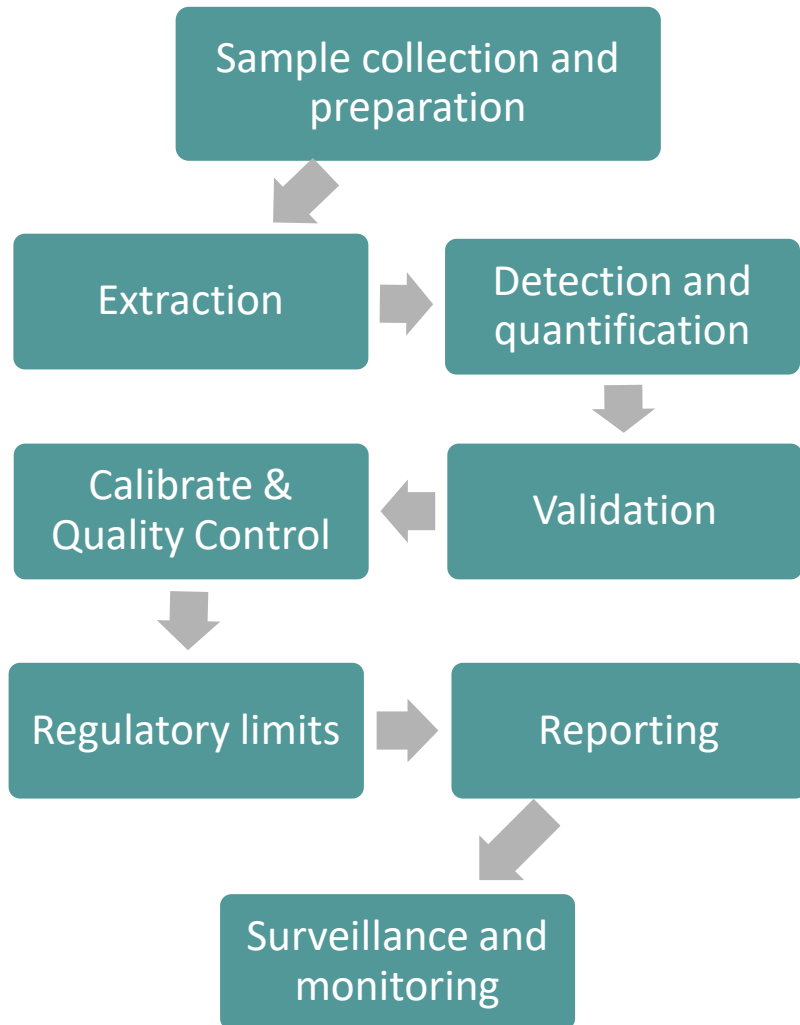 Sample collection and
preparation
Extraction
Detection and
quantification
Validation
Calibrate &
Quality Control
Regulatory limits
Reporting
Surveillance and
monitoring